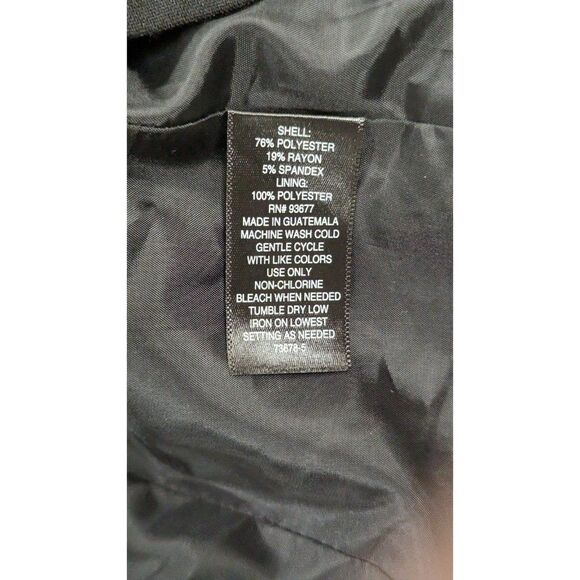 SHELL:
76% POLYESTER
19% RAYON
5% SPANDEX
LINING:
100% POLYESTER
RN# 93677
MADE IN GUATEMALA
MACHINE WASH COLD
GENTLE CYCLE
WITH LIKE COLORS
USE ONLY
NON-CHLORINE
BLEACH WHEN NEEDED
TUMBLE DRY LOW
IRON ON LOWEST
SETTING AS NEEDED
73678-5